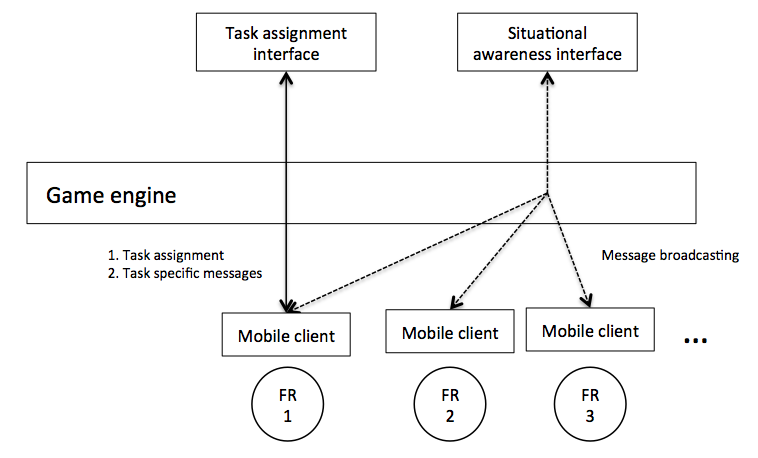 Task assignment
interface
Situational
awareness interface
Game engine
1. Task assignment
2. Task specific messages
Message broadcasting
Mobile client
Mobile client
Mobile client
...
FR
1
FR
2
FR
3